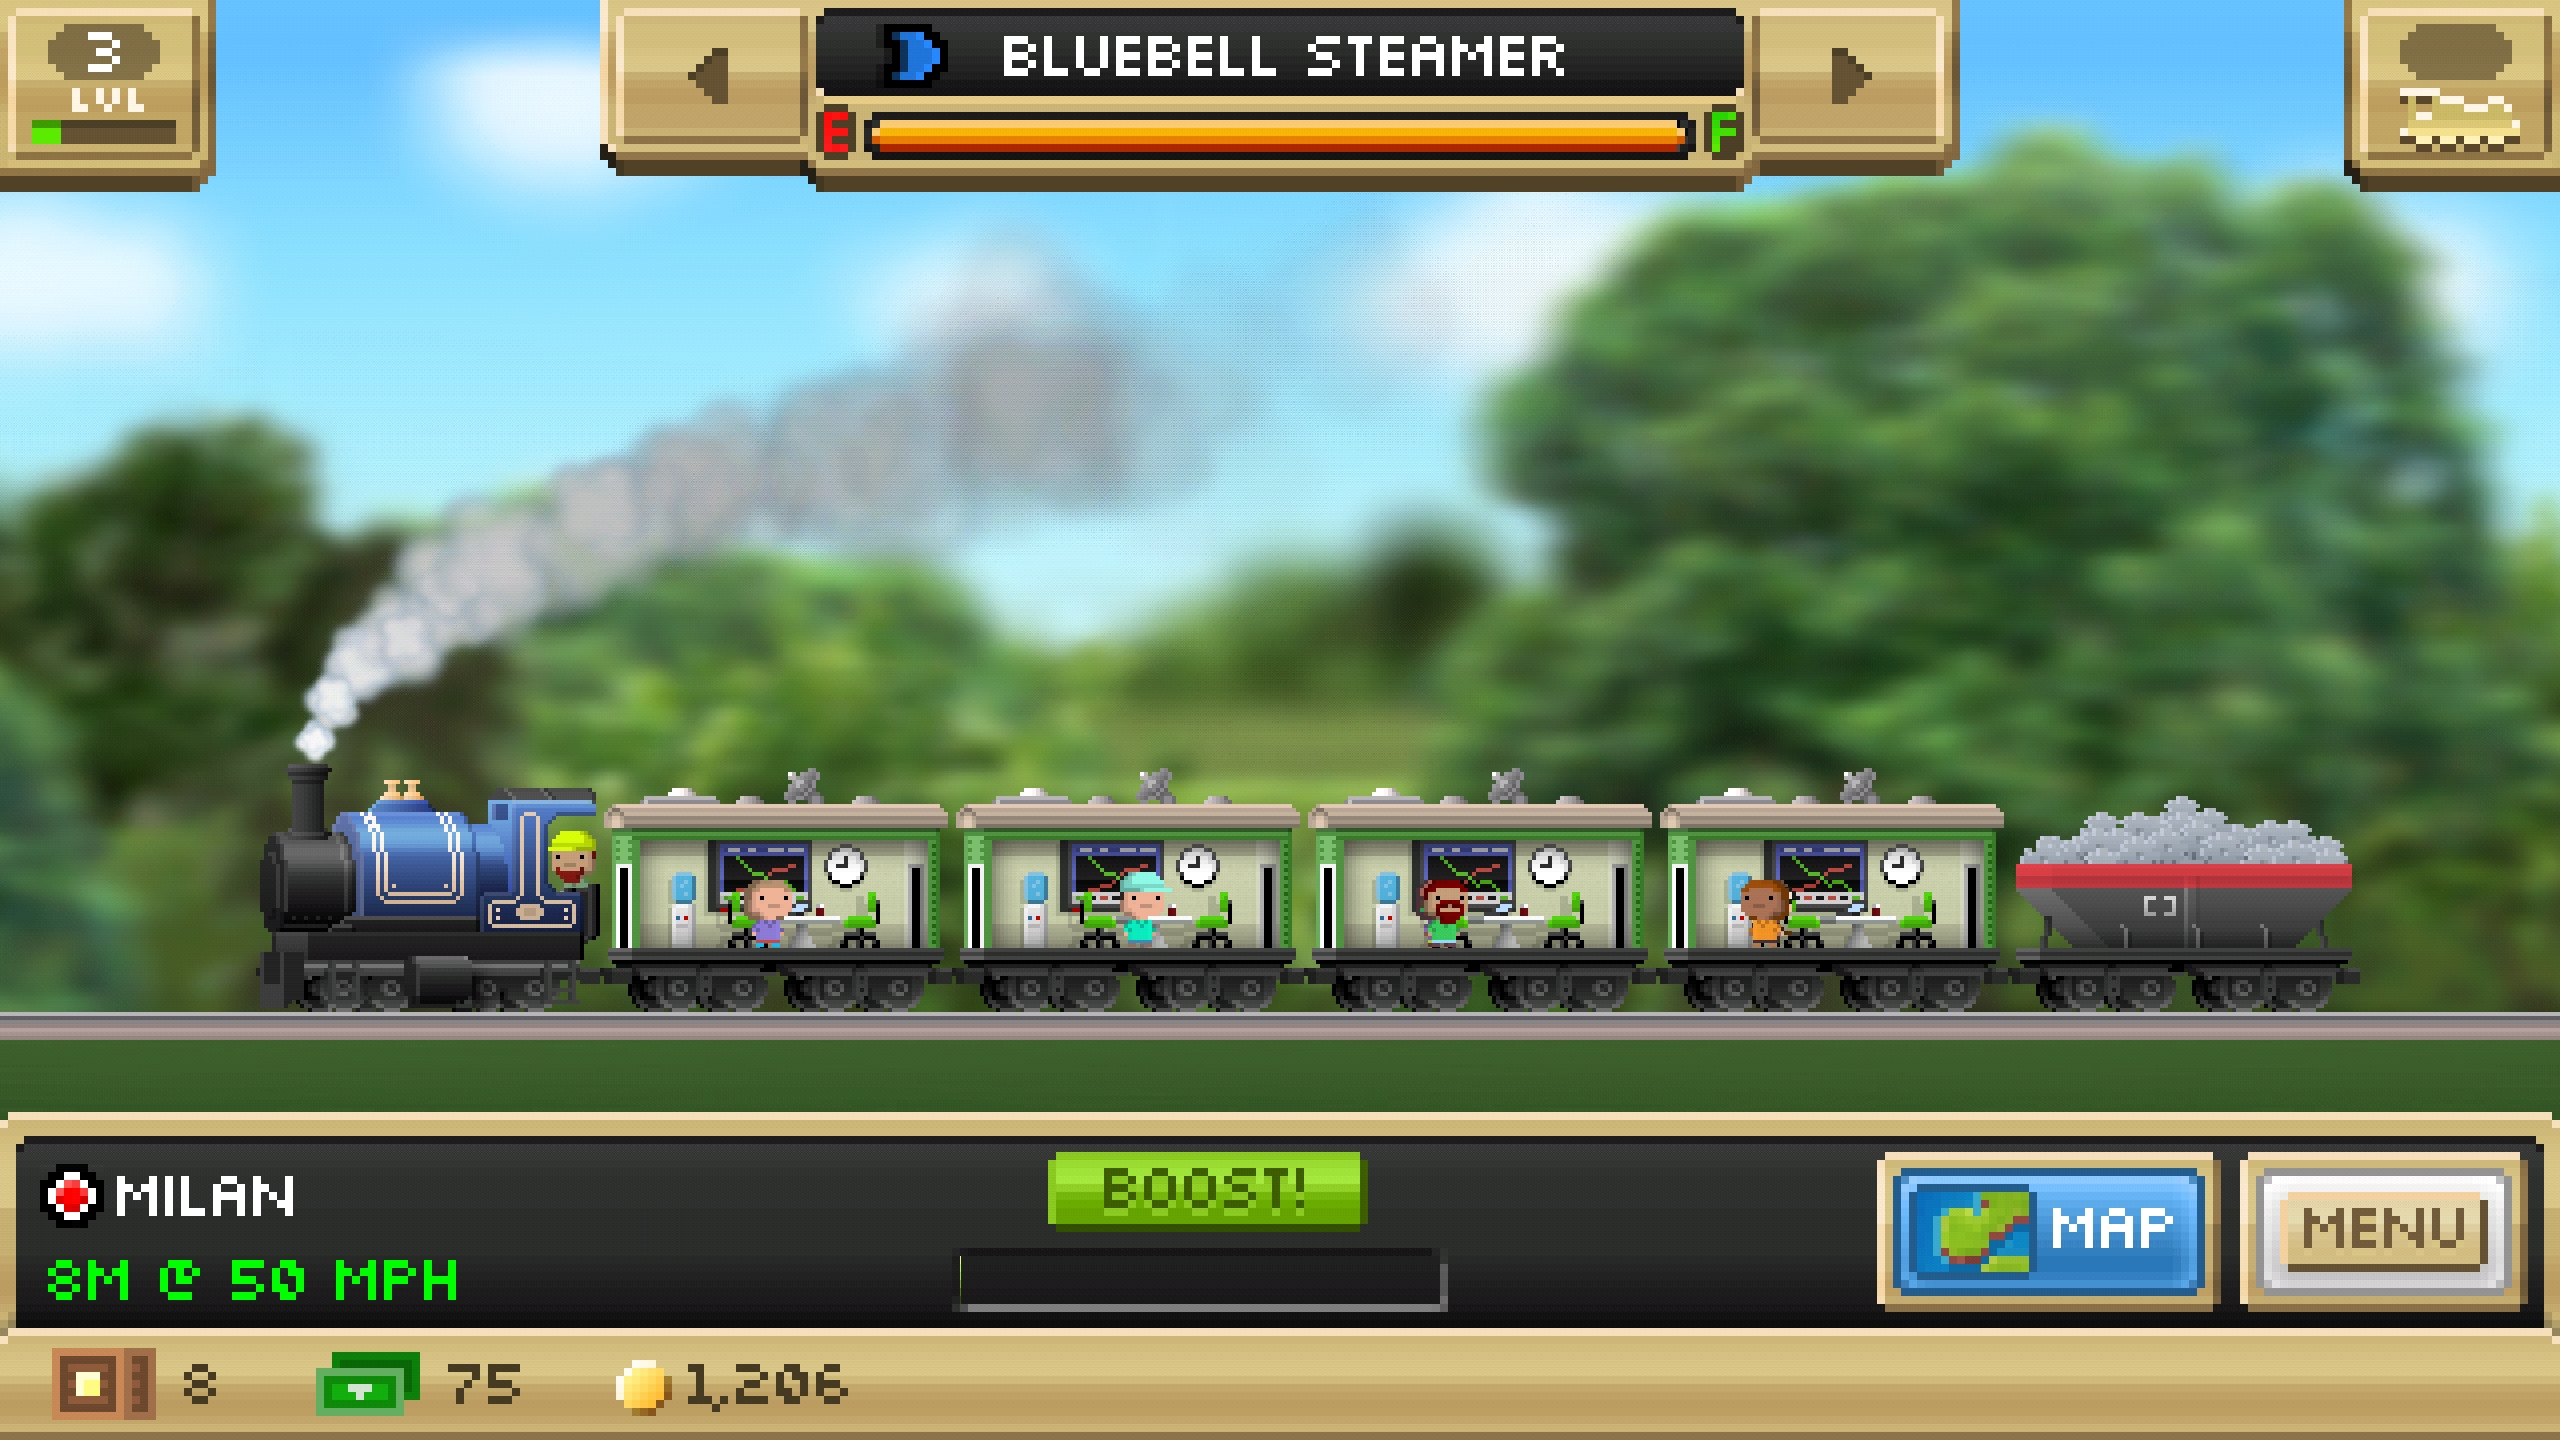 3
LVL
BLUEBELL STEAMER
E F
MILAN
8M @ 50 MPH
BOOST!
MAP
MENU
8
75
1,206